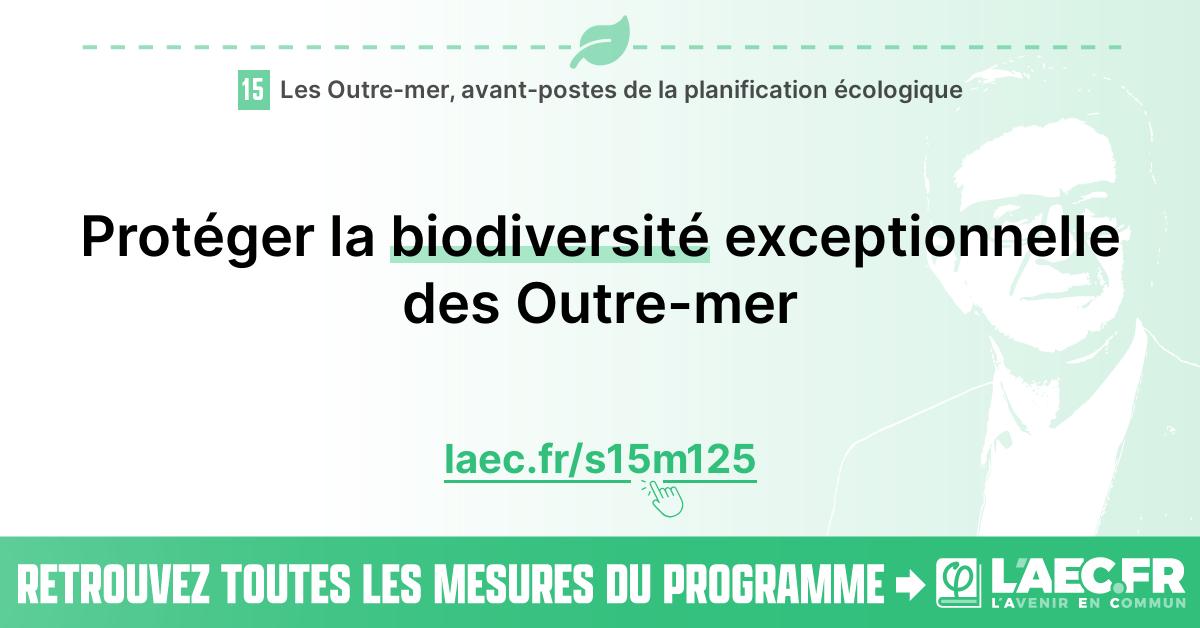 15 Les Outre-mer, avant-postes de la planification écologique
Protéger la biodiversité exceptionnelle
des Outre-mer
laec.fr/s15m125
RETROUVEZ TOUTES LES MESURES DU PROGRAMME
L'AEC.FR
L'AVENIR EN COMMUN